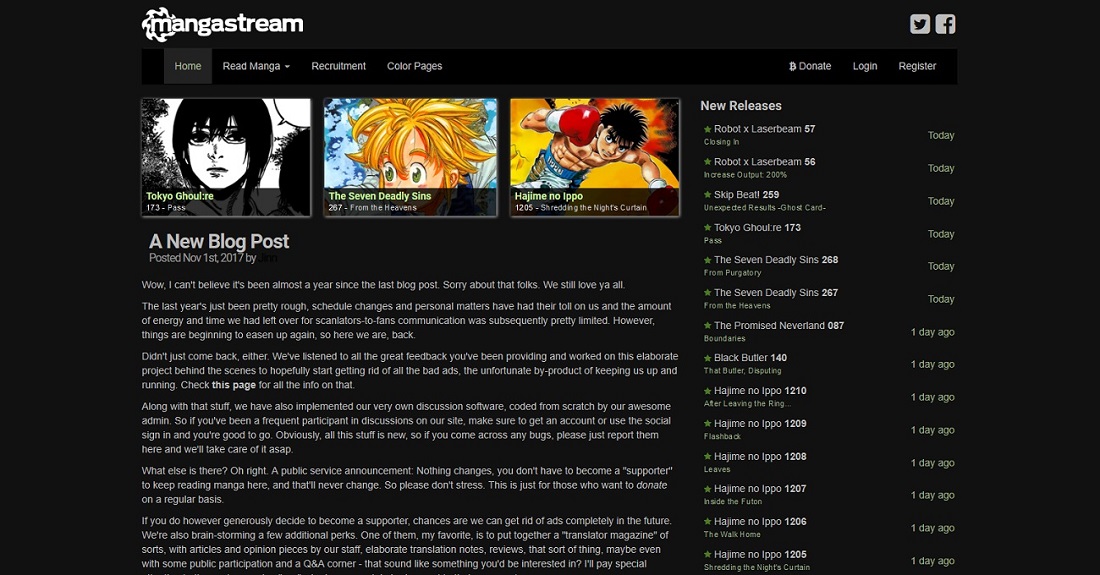 mangastream
Home
Read Manga
Recruitment
Color Pages
Donate
Login
Register
Tokyo Ghoul:re
173 - Pass
The Seven Deadly Sins
267 - From the Heavens
Hajime no Ippo
1205 - Shredding the Night's Curtain
A New Blog Post
Posted Nov 1st, 2017 by
Wow, I can't believe it's been almost a year since the last blog post. Sorry about that folks. We still love ya all.
The last year's just been pretty rough, schedule changes and personal matters have had their toll on us and the amount
of energy and time we had left over for scanlators-to-fans communication was subsequently pretty limited. However,
things are beginning to easen up again, so here we are, back.
Didn't just come back, either. We've listened to all the great feedback you've been providing and worked on this elaborate
project behind the scenes to hopefully start getting rid of all the bad ads, the unfortunate by-product of keeping us up and
running. Check this page for all the info on that.
Along with that stuff, we have also implemented our very own discussion software, coded from scratch by our awesome
admin. So if you've been a frequent participant in discussions on our site, make sure to get an account or use the social
sign in and you're good to go. Obviously, all this stuff is new, so if you come across any bugs, please just report them
here and we'll take care of it asap.
What else is there? Oh right. A public service announcement: Nothing changes, you don't have to become a "supporter"
to keep reading manga here, and that'll never change. So please don't stress. This is just for those who want to donate
on a regular basis.
If you do however generously decide to become a supporter, chances are we can get rid of ads completely in the future.
We're also brain-storming a few additional perks. One of them, my favorite, is to put together a "translator magazine" of
sorts, with articles and opinion pieces by our staff, elaborate translation notes, reviews, that sort of thing, maybe even
with some public participation and a Q&A corner - that sound like something you'd be interested in? I'll pay special
New Releases
Robot x Laserbeam 57
Today
Closing In
Robot x Laserbeam 56
Today
Increase Output: 200%
Skip Beat! 259
Today
Unexpected Results -Ghost Card-
Tokyo Ghoul:re 173
Today
Pass
The Seven Deadly Sins 268
Today
From Purgatory
The Seven Deadly Sins 267
Today
From the Heavens
The Promised Neverland 087
1 day ago
Boundaries
Black Butler 140
1 day ago
That Butler, Disputing
Hajime no Ippo 1210
1 day ago
After Leaving the Ring...
Hajime no Ippo 1209
1 day ago
Flashback
Hajime no Ippo 1208
1 day ago
Leaves
Hajime no Ippo 1207
1 day ago
Inside the Futon
Hajime no Ippo 1206
1 day ago
The Walk Home
Hajime no Ippo 1205
1 day ago
Shredding the Night's Curtain